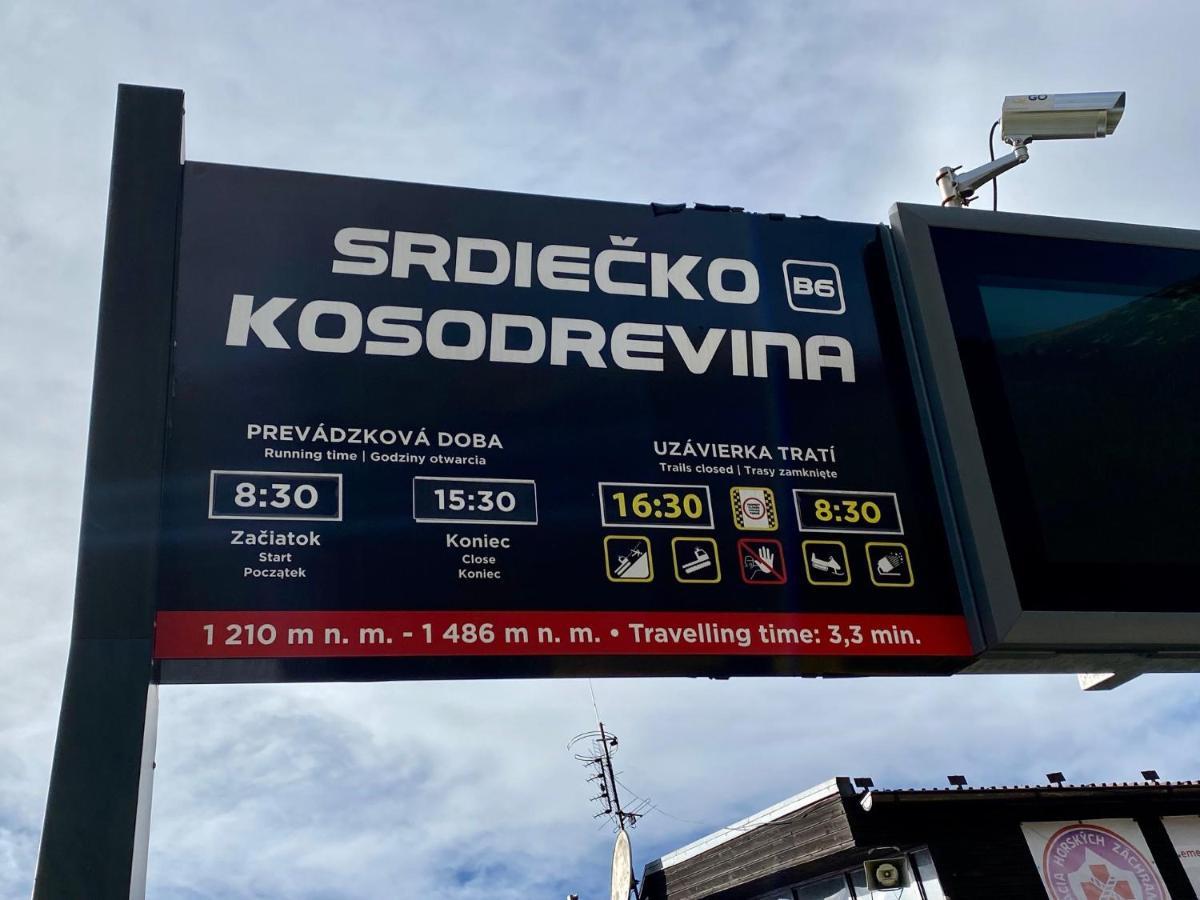 GO
SRDIEČKO B6
KOSODREVINA
PREVÁDZKOVÁ DOBA
Running time | Godziny otwarcia
8:30
15:30
Začiatok
Start
Początek
Koniec
Close
Koniec
UZÁVIERKA TRATÍ
Trails closed | Trasy zamknięte
16:30
8:30
1 210 m n. m. - 1 486 m n. m. • Travelling time: 3,3 min.
HORSKÝCH